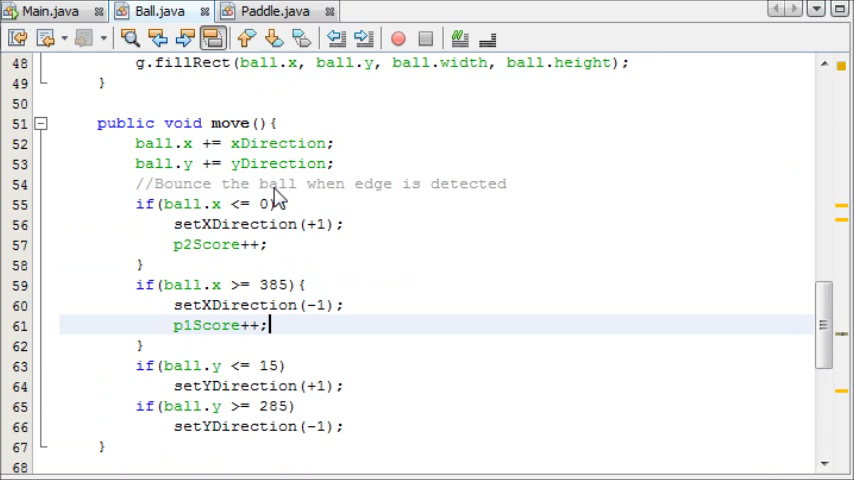 Main.java Ball.java Paddle.java
48 g.fillRect(ball.x, ball.y, ball.width, ball.height);
49 }
50
51 public void move(){
52 ball.x += xDirection;
53 ball.y += yDirection;
54 //Bounce the ball when edge is detected
55 if(ball.x <= 0)
56 setXDirection(+1);
57 p2Score++;
58 }
59 if(ball.x >= 385){
60 setXDirection(-1);
61 p1Score++;
62 }
63 if(ball.y <= 15)
64 setYDirection(+1);
65 if(ball.y >= 285)
66 setYDirection(-1);
67 }
68